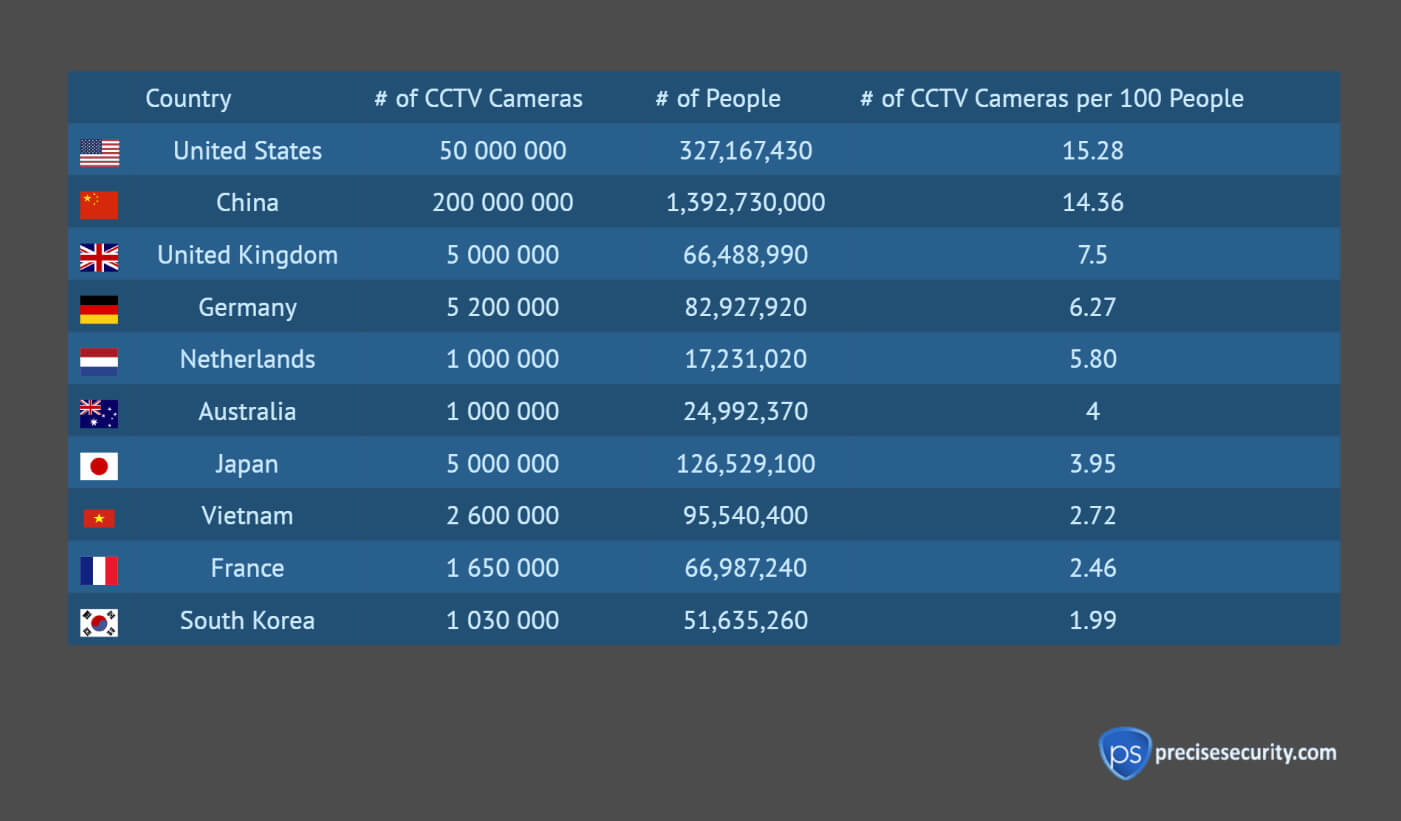 Country # of CCTV Cameras # of People # of CCTV Cameras per 100 People
United States 50 000 000 327,167,430 15.28
China 200 000 000 1,392,730,000 14.36
United Kingdom 5 000 000 66,488,990 7.5
Germany 5 200 000 82,927,920 6.27
Netherlands 1 000 000 17,231,020 5.80
Australia 1 000 000 24,992,370 4
Japan 5 000 000 126,529,100 3.95
Vietnam 2 600 000 95,540,400 2.72
France 1 650 000 66,987,240 2.46
South Korea 1 030 000 51,635,260 1.99
ps precisesecurity.com